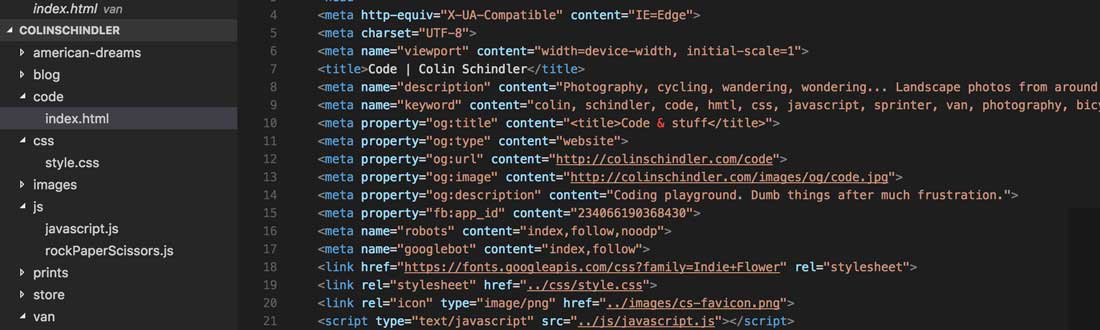 index.html van
COLINSCHINDLER
american-dreams
blog
code
index.html
css
style.css
images
js
javascript.js
rockPaperScissors.js
prints
store
van
4 <meta http-equiv="X-UA-Compatible" content="IE=Edge">
5 <meta charset="UTF-8">
6 <meta name="viewport" content="width=device-width, initial-scale=1">
7 <title>Code | Colin Schindler</title>
8 <meta name="description" content="Photography, cycling, wandering, wondering... Landscape photos from around
9 <meta name="keyword" content="colin, schindler, code, hmtl, css, javascript, sprinter, van, photography, bicy
10 <meta property="og:title" content="<title>Code & stuff</title>">
11 <meta property="og:type" content="website">
12 <meta property="og:url" content="http://colinschindler.com/code">
13 <meta property="og:image" content="http://colinschindler.com/images/og/code.jpg">
14 <meta property="og:description" content="Coding playground. Dumb things after much frustration.">
15 <meta property="fb:app_id" content="234066190368430">
16 <meta name="robots" content="index,follow,noodp">
17 <meta name="googlebot" content="index,follow">
18 <link href="https://fonts.googleapis.com/css?family=Indie+Flower" rel="stylesheet">
19 <link rel="stylesheet" href="../css/style.css">
20 <link rel="icon" type="image/png" href="../images/cs-favicon.png">
21 <script type="text/javascript" src="../js/javascript.js"></script>